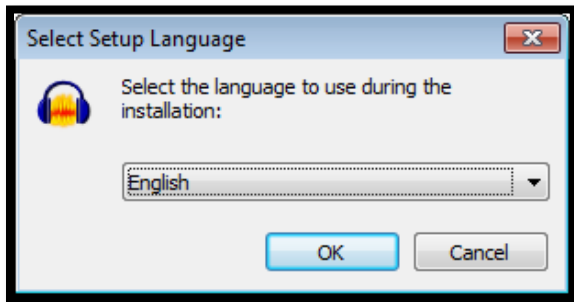 Select Setup Language
Select the language to use during the
installation:
English
OK Cancel